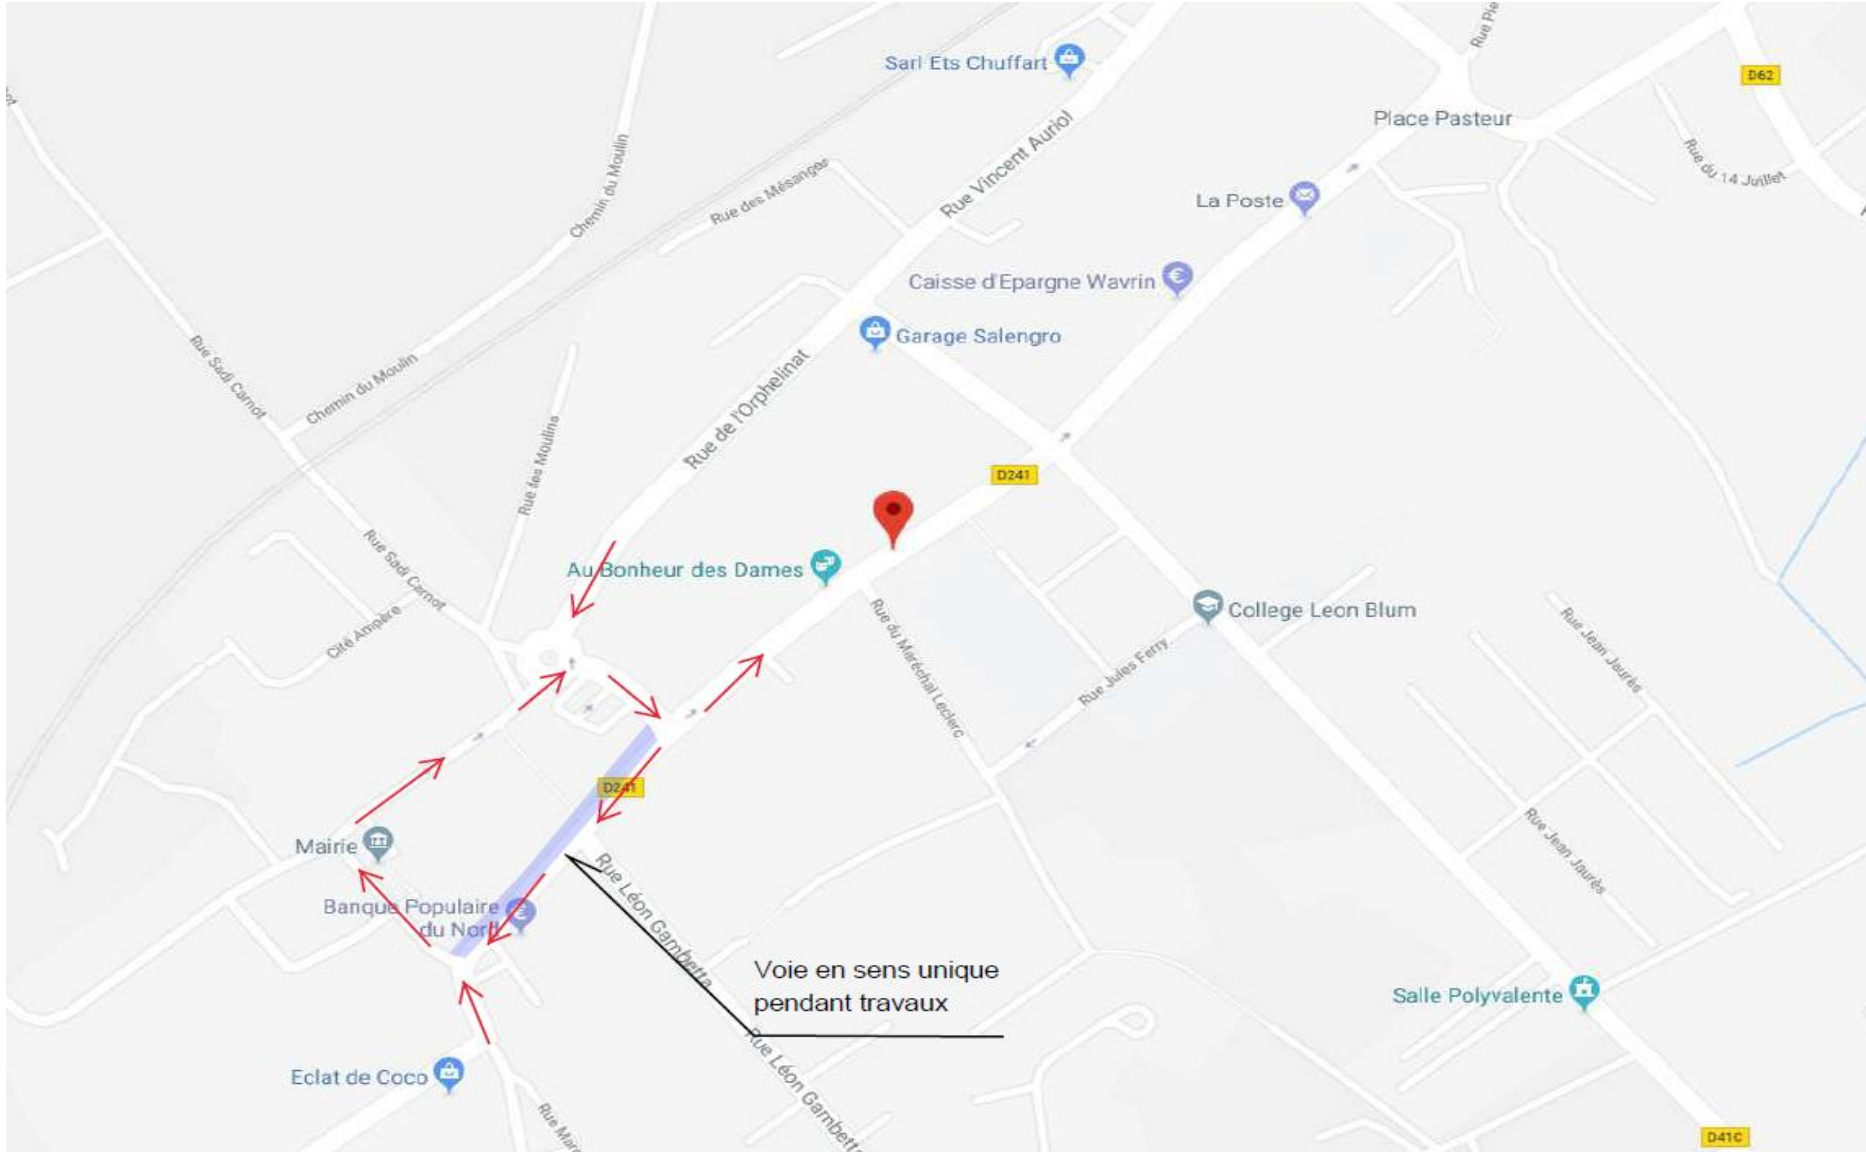 Sarl Ets Chuffart
D62
Place Pasteur
Rue Vincent Auriol
Chemin du Moulin
Rue des Mésanges
Rue du 14 Juillet
La Poste
Caisse d'Epargne Wavrin
Garage Salengro
Rue Sadi Carnot
Chemin du Moulin
Rue de l'Orphelinat
Rue des Moulins
D241
Au Bonheur des Dames
Rue Sadi Carnot
Cité Ampère
College Leon Blum
Rue du Maréchal Leclerc
Rue Jules Ferry
Rue Jean Jaurès
D241
Mairie
Rue Jean Jaurès
Banque Populaire
du Nord
Rue Léon Gambetta
Voie en sens unique
pendant travaux
Salle Polyvalente
Eclat de Coco
Rue Léon Gambetta
D41C